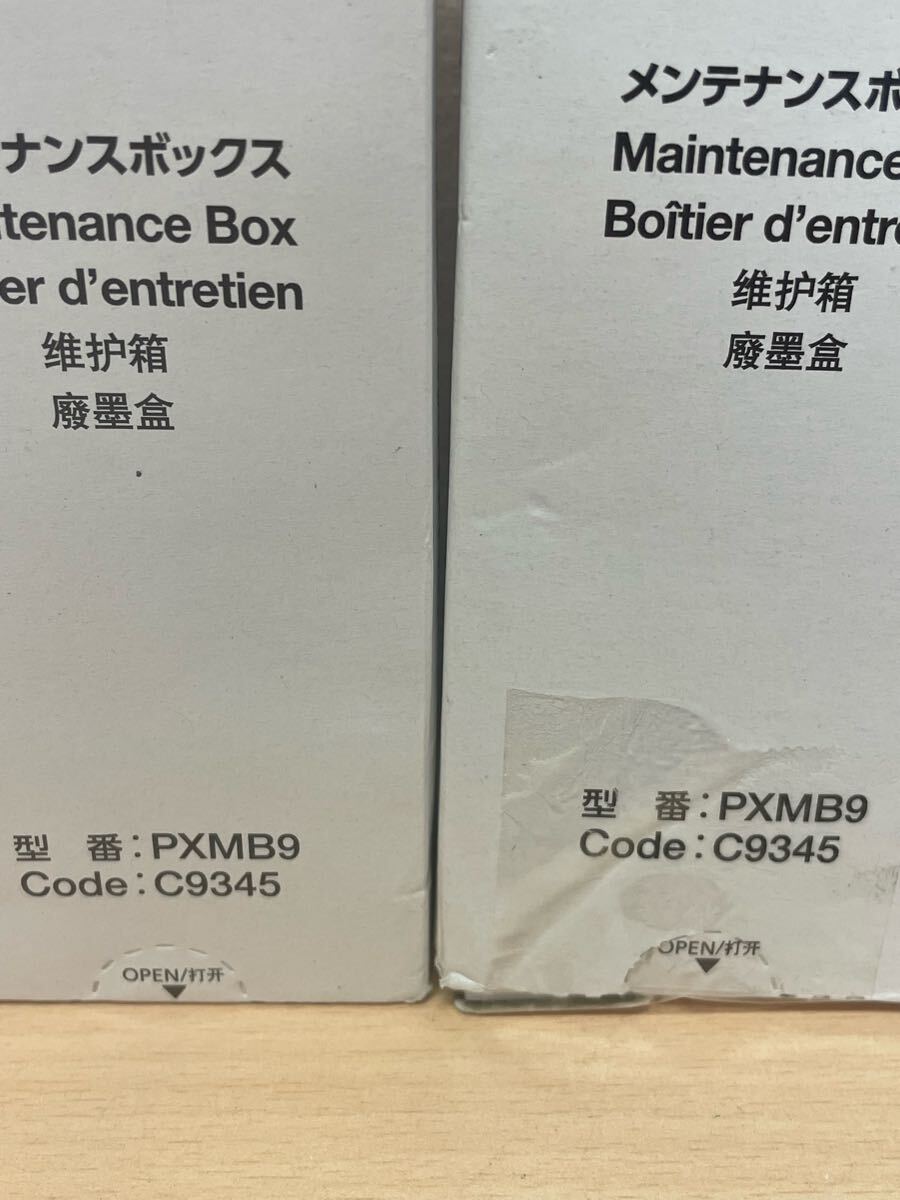 ナンスボックス
tenance Box
er d'entretien
维护箱
廢墨盒
型 番:PXMB9
Code:C9345
OPEN/打开
メンテナンスボ
Maintenance
Boîtier d'entre
维护箱
廢墨盒
型 番:PXMB9
Code:C9345
OPEN/打开